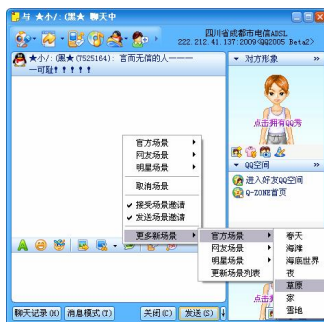 与 ★小/: (黑★ 聊天中
四川省成都市电信ADSL
222.212.41.137:2009<QQ2005 Beta2>
★小/: (黑★ (7525164): 言而无信的人————
一可耻！！！！！
对方形象
点击拥有QQ秀
QQ空间
进入好友QQ空间
Q-ZONE首页
官方场景
网友场景
明星场景
取消场景
接受场景邀请
发送场景邀请
更多新场景
官方场景
网友场景
明星场景
更新场景列表
春天
海滩
海底世界
夜
草原
家
雪地
点击
聊天记录(H)
消息模式(T)
关闭(C)
发送(S)